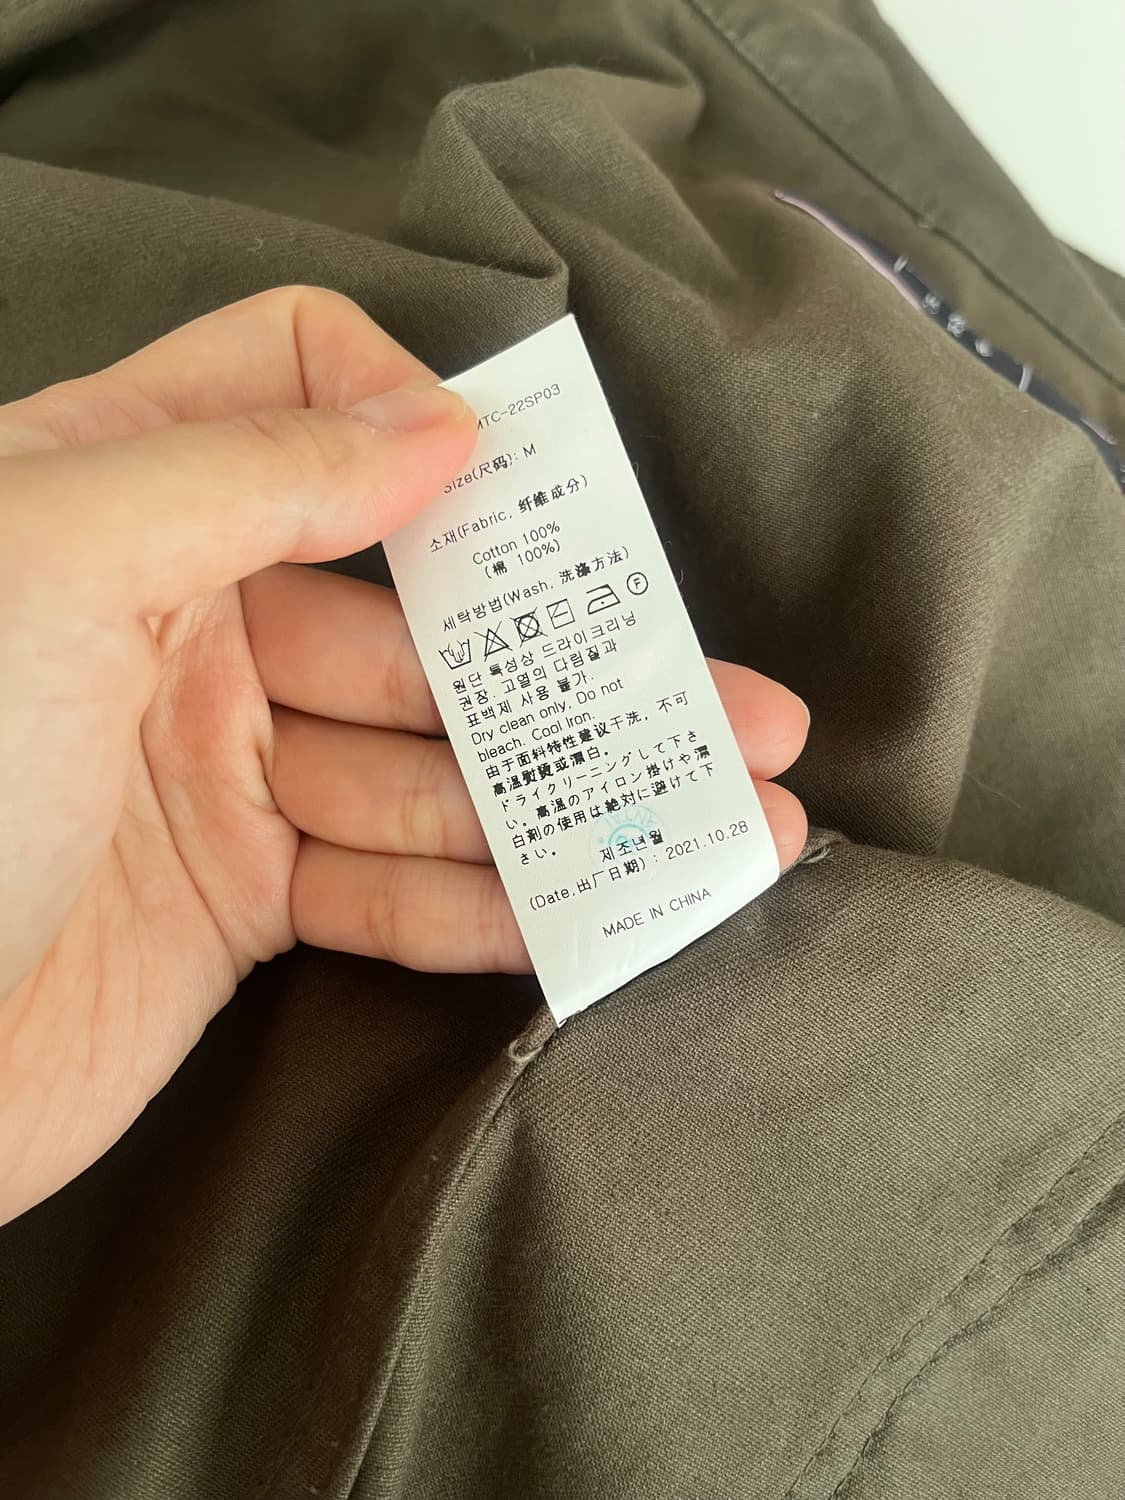 MTC-22SP03
Size(尺码): M
소재(Fabric, 纤维成分)
Cotton 100%
(棉 100%)
세탁방법(Wash, 洗涤方法)
F
원단 특성상 드라이크리닝
권장. 고열의 다림질과
표백제 사용 불가.
Dry clean only. Do not
bleach. Cool Iron.
由于面料特性建议干洗, 不可
高温熨烫或漂白。
ドライクリーニングして下さ
い。高温のアイロン掛けや漂
白剤の使用は絶対に避けて下
さい。
제조년월
(Date,出厂日期) : 2021.10.28
MADE IN CHINA